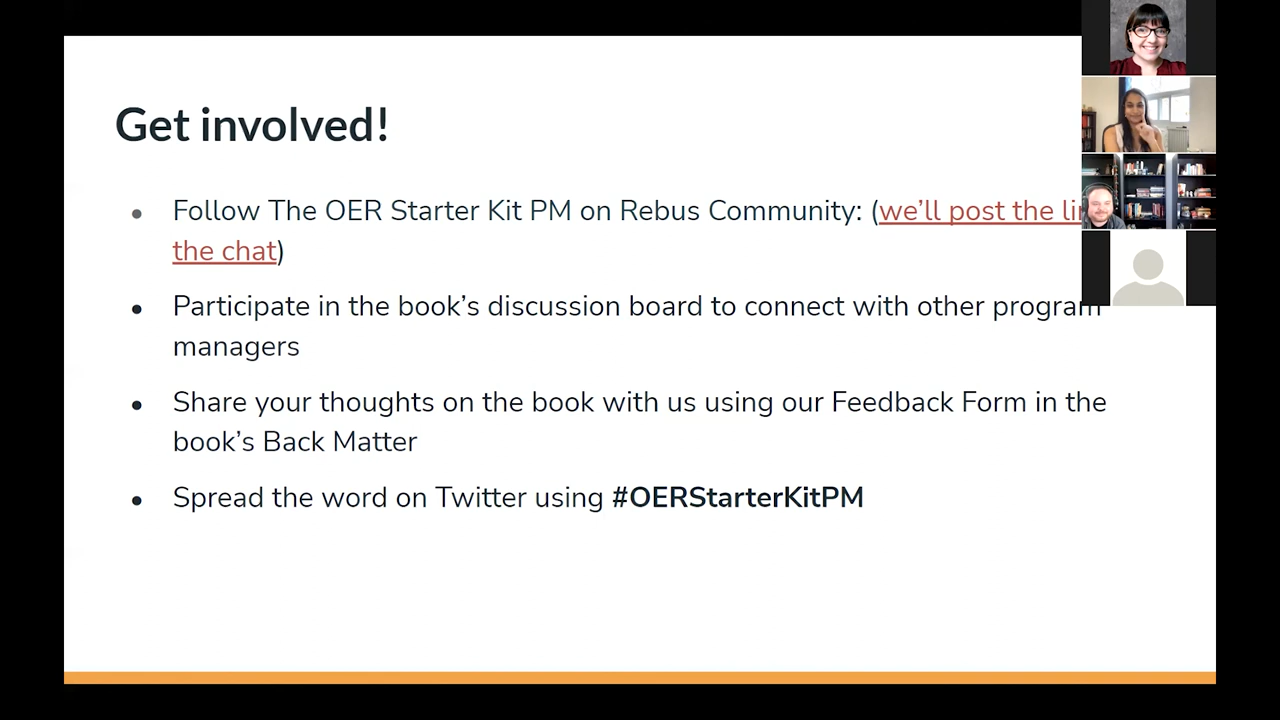 Get involved!
Follow The OER Starter Kit PM on Rebus Community: (we’ll post the
the chat)
Participate in the book’s discussion board to connect with other program
managers
Share your thoughts on the book with us using our Feedback Form in the
book’s Back Matter
Spread the word on Twitter using #OERStarterKitPM